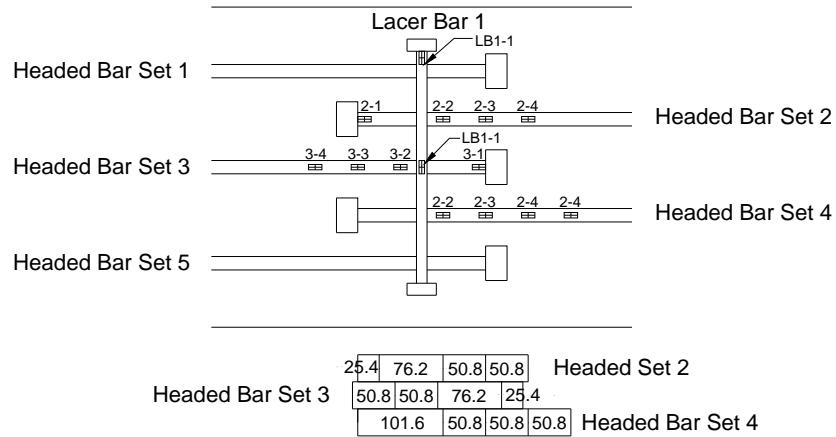 Lacer Bar 1
LB1-1
Headed Bar Set 1
2-1 2-2 2-3 2-4
Headed Bar Set 2
LB1-1
3-4 3-3 3-2 3-1
Headed Bar Set 3
2-2 2-3 2-4 2-4
Headed Bar Set 4
Headed Bar Set 5
25.4 76.2 50.8 50.8 Headed Set 2
Headed Bar Set 3 50.8 50.8 76.2 25.4
101.6 50.8 50.8 50.8 Headed Bar Set 4